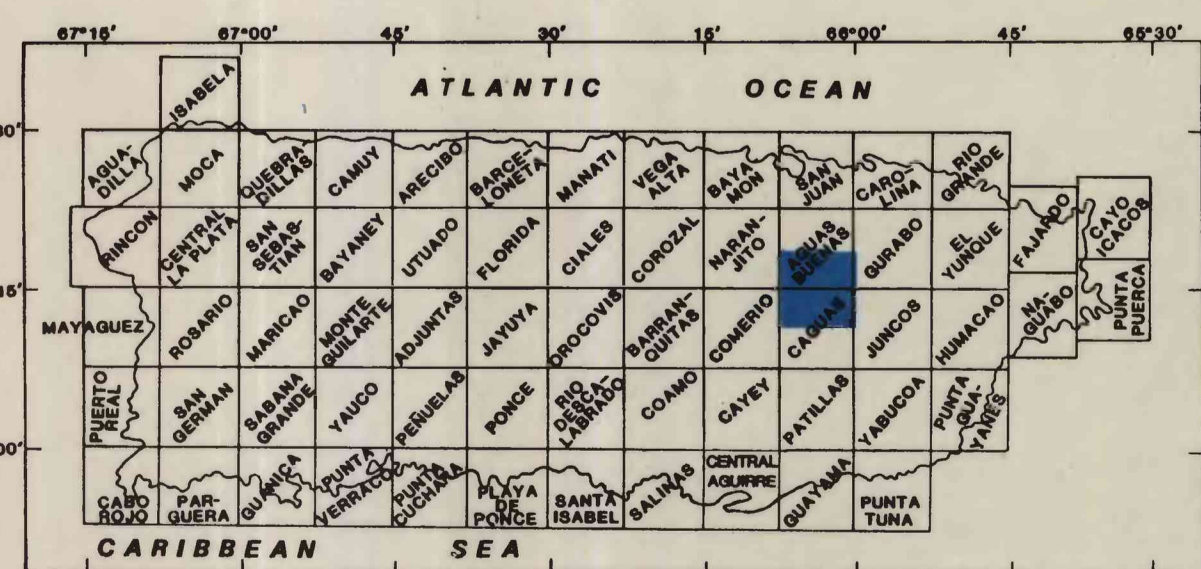 67°15' 67°00' 45' 30' 15' 66°00' 45' 65°30'
ATLANTIC OCEAN
ISABELA
30'
AGUA-
DILLA
MOCA
QUEBRA-
DILLAS
CAMUY
ARECIBO
BARCE-
LONETA
MANATI
VEGA
ALTA
BAYA
MON
SAN
JUAN
CARO-
LINA
RIO
GRANDE
RINCON
CENTRAL
LA PLATA
SAN
SEBAS-
TIAN
BAYANEY
UTUADO
FLORIDA
CIALES
COROZAL
NARAN-
JITO
AGUAS
BUENAS
GURABO
EL
YUNQUE
FAJARDO
CAYO
ICACOS
45'
MAYAGUEZ
ROSARIO
MARICAO
MONTE
GUILARTE
ADJUNTAS
JAYUYA
OROCOVIS
BARRAN-
QUITAS
COMERIO
CAGUAS
JUNCOS
HUMACAO
NA-
GUABO
PUNTA
PUERCA
PUERTO
REAL
SAN
GERMAN
SABANA
GRANDE
YAUCO
PEÑUELAS
PONCE
RIO
DESCA-
LABRADO
COAMO
CAYEY
PATILLAS
YABUCOA
PUNTA
GUA-
YANES
00'
CABO
ROJO
PAR-
GUERA
GUANICA
PUNTA
VERRACO
PUNTA
CUCHARA
PLAYA
DE
PONCE
SANTA
ISABEL
SALINAS
CENTRAL
AGUIRRE
GUAYAMA
PUNTA
TUNA
CARIBBEAN SEA